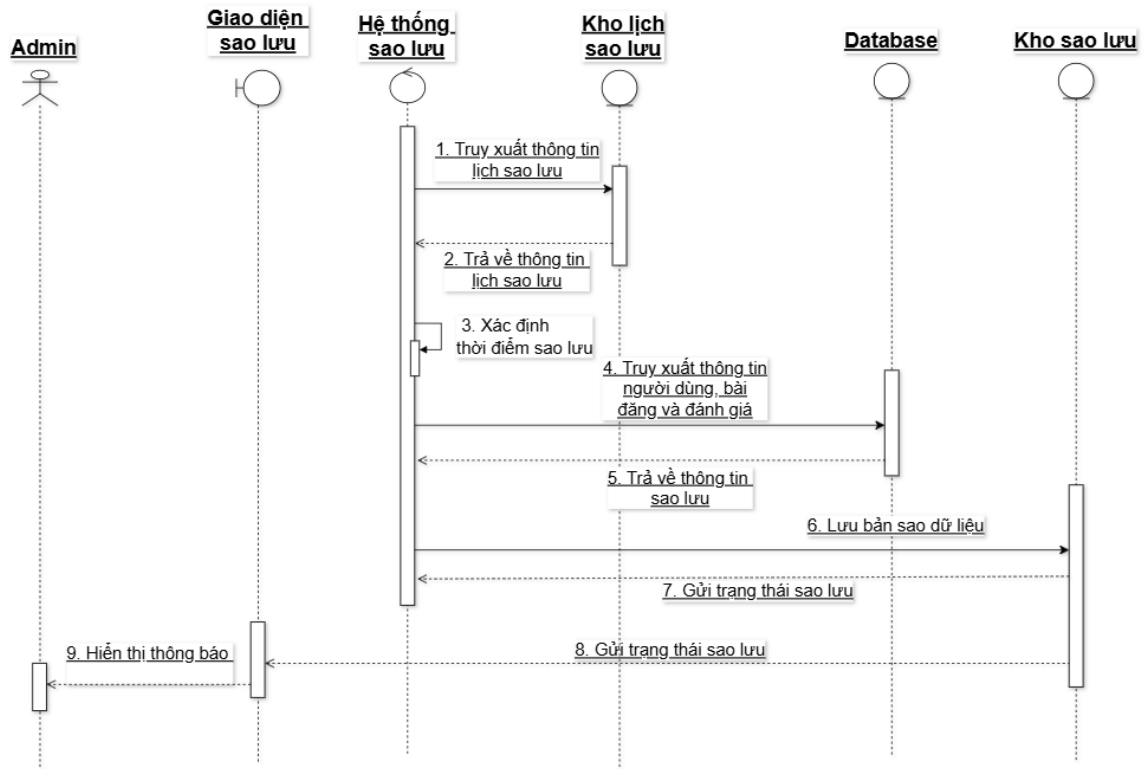 Admin
Giao diện
sao lưu
Hệ thống
sao lưu
Kho lịch
sao lưu
Database
Kho sao lưu
1. Truy xuất thông tin
lịch sao lưu
2. Trả về thông tin
lịch sao lưu
3. Xác định
thời điểm sao lưu
4. Truy xuất thông tin
người dùng, bài
đăng và đánh giá
5. Trả về thông tin
sao lưu
6. Lưu bản sao dữ liệu
7. Gửi trạng thái sao lưu
8. Gửi trạng thái sao lưu
9. Hiển thị thông báo